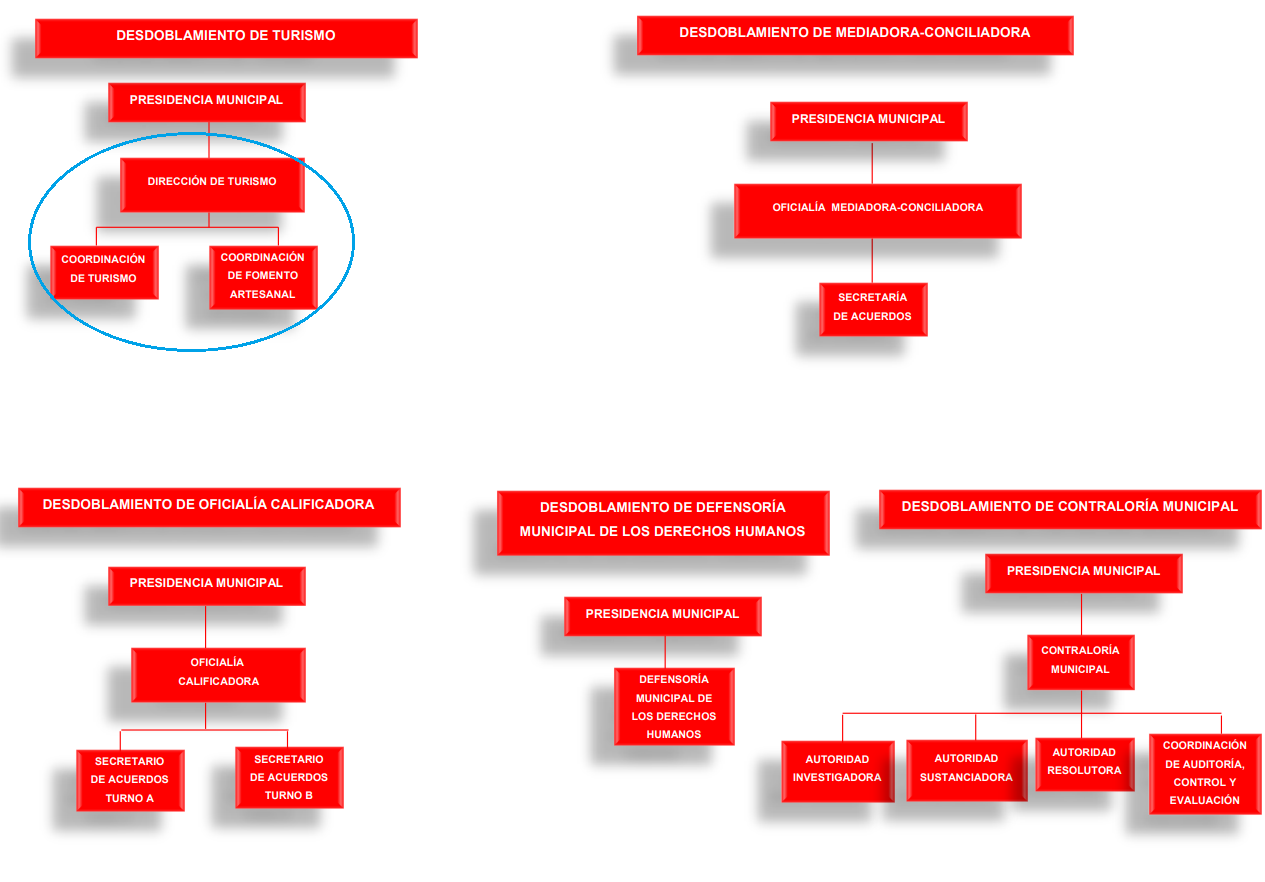 DESDOBLAMIENTO DE TURISMO
PRESIDENCIA MUNICIPAL
DIRECCIÓN DE TURISMO
COORDINACIÓN
DE TURISMO
COORDINACIÓN
DE FOMENTO
ARTESANAL
DESDOBLAMIENTO DE MEDIADORA-CONCILIADORA
PRESIDENCIA MUNICIPAL
OFICIALÍA MEDIADORA-CONCILIADORA
SECRETARÍA
DE ACUERDOS
DESDOBLAMIENTO DE OFICIALÍA CALIFICADORA
PRESIDENCIA MUNICIPAL
OFICIALÍA
CALIFICADORA
SECRETARIO
DE ACUERDOS
TURNO A
SECRETARIO
DE ACUERDOS
TURNO B
DESDOBLAMIENTO DE DEFENSORÍA
MUNICIPAL DE LOS DERECHOS HUMANOS
PRESIDENCIA MUNICIPAL
DEFENSORÍA
MUNICIPAL DE
LOS DERECHOS
HUMANOS
DESDOBLAMIENTO DE CONTRALORÍA MUNICIPAL
PRESIDENCIA MUNICIPAL
CONTRALORÍA
MUNICIPAL
AUTORIDAD
INVESTIGADORA
AUTORIDAD
SUSTANCIADORA
AUTORIDAD
RESOLUTORA
COORDINACIÓN
DE AUDITORÍA,
CONTROL Y
EVALUACIÓN